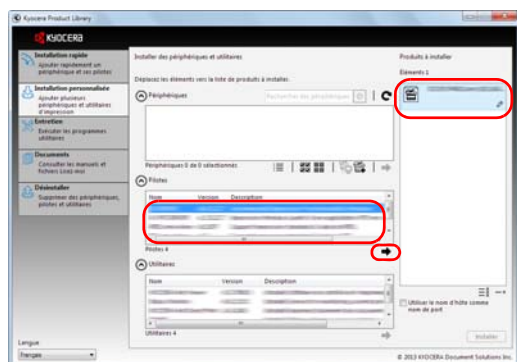 Kyocera Product Library
KYOCERA
Installation rapide
Ajouter rapidement un
périphérique et ses pilotes
Installation personnalisée
Ajouter plusieurs
périphériques et utilitaires
d'impression
Entretien
Exécuter les programmes
utilitaires
Documents
Consulter les manuels et
fichiers Lisez-moi
Désinstaller
Supprimer des périphériques,
pilotes et utilitaires
Langue
Français
Installer des périphériques et utilitaires
Déplacez les éléments vers la liste de produits à installer.
Périphériques
Rechercher des périphériques
Périphériques 0 de 0 sélectionnés
Pilotes
Nom Version Description
Pilotes 4
Utilitaires
Nom Version Description
Utilitaires 4
Produits à installer
Éléments 1
Utiliser le nom d'hôte comme
nom de port
Installer
© 2013 KYOCERA Document Solutions Inc.